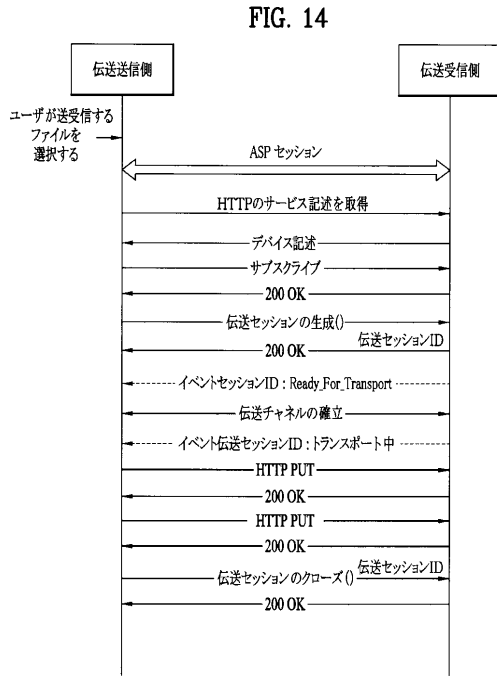 FIG. 14
伝送送信側
伝送受信側
ユーザが送受信する
ファイルを
選択する
ASP セッション
HTTPのサービス記述を取得
デバイス記述
サブスクライブ
200 OK
伝送セッションの生成()
伝送セッションID
200 OK
イベントセッションID : Ready_For_Transport
伝送チャネルの確立
イベント伝送セッションID : トランスポート中
HTTP PUT
200 OK
HTTP PUT
200 OK
伝送セッションID
伝送セッションのクローズ()
200 OK